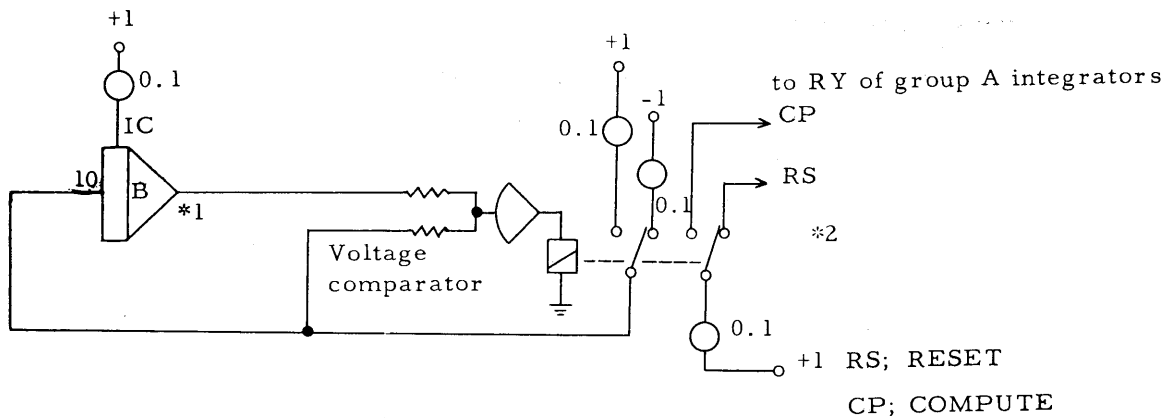 +1
0.1
IC
10
B
*1
Voltage
comparator
+1
0.1
-1
0.1
to RY of group A integrators
CP
RS
*2
0.1
+1 RS; RESET
CP; COMPUTE